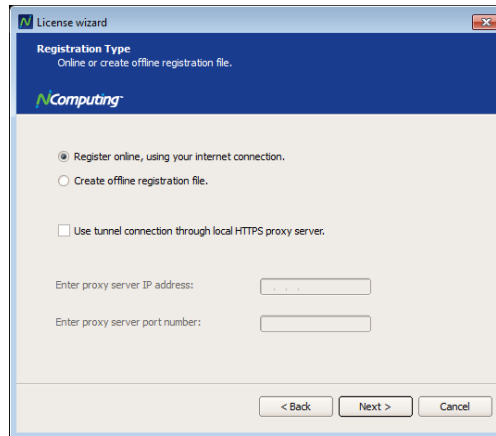 License wizard
Registration Type
Online or create offline registration file.
NComputing
Register online, using your internet connection.
Create offline registration file.
Use tunnel connection through local HTTPS proxy server.
Enter proxy server IP address:
. . .
Enter proxy server port number:
< Back Next > Cancel